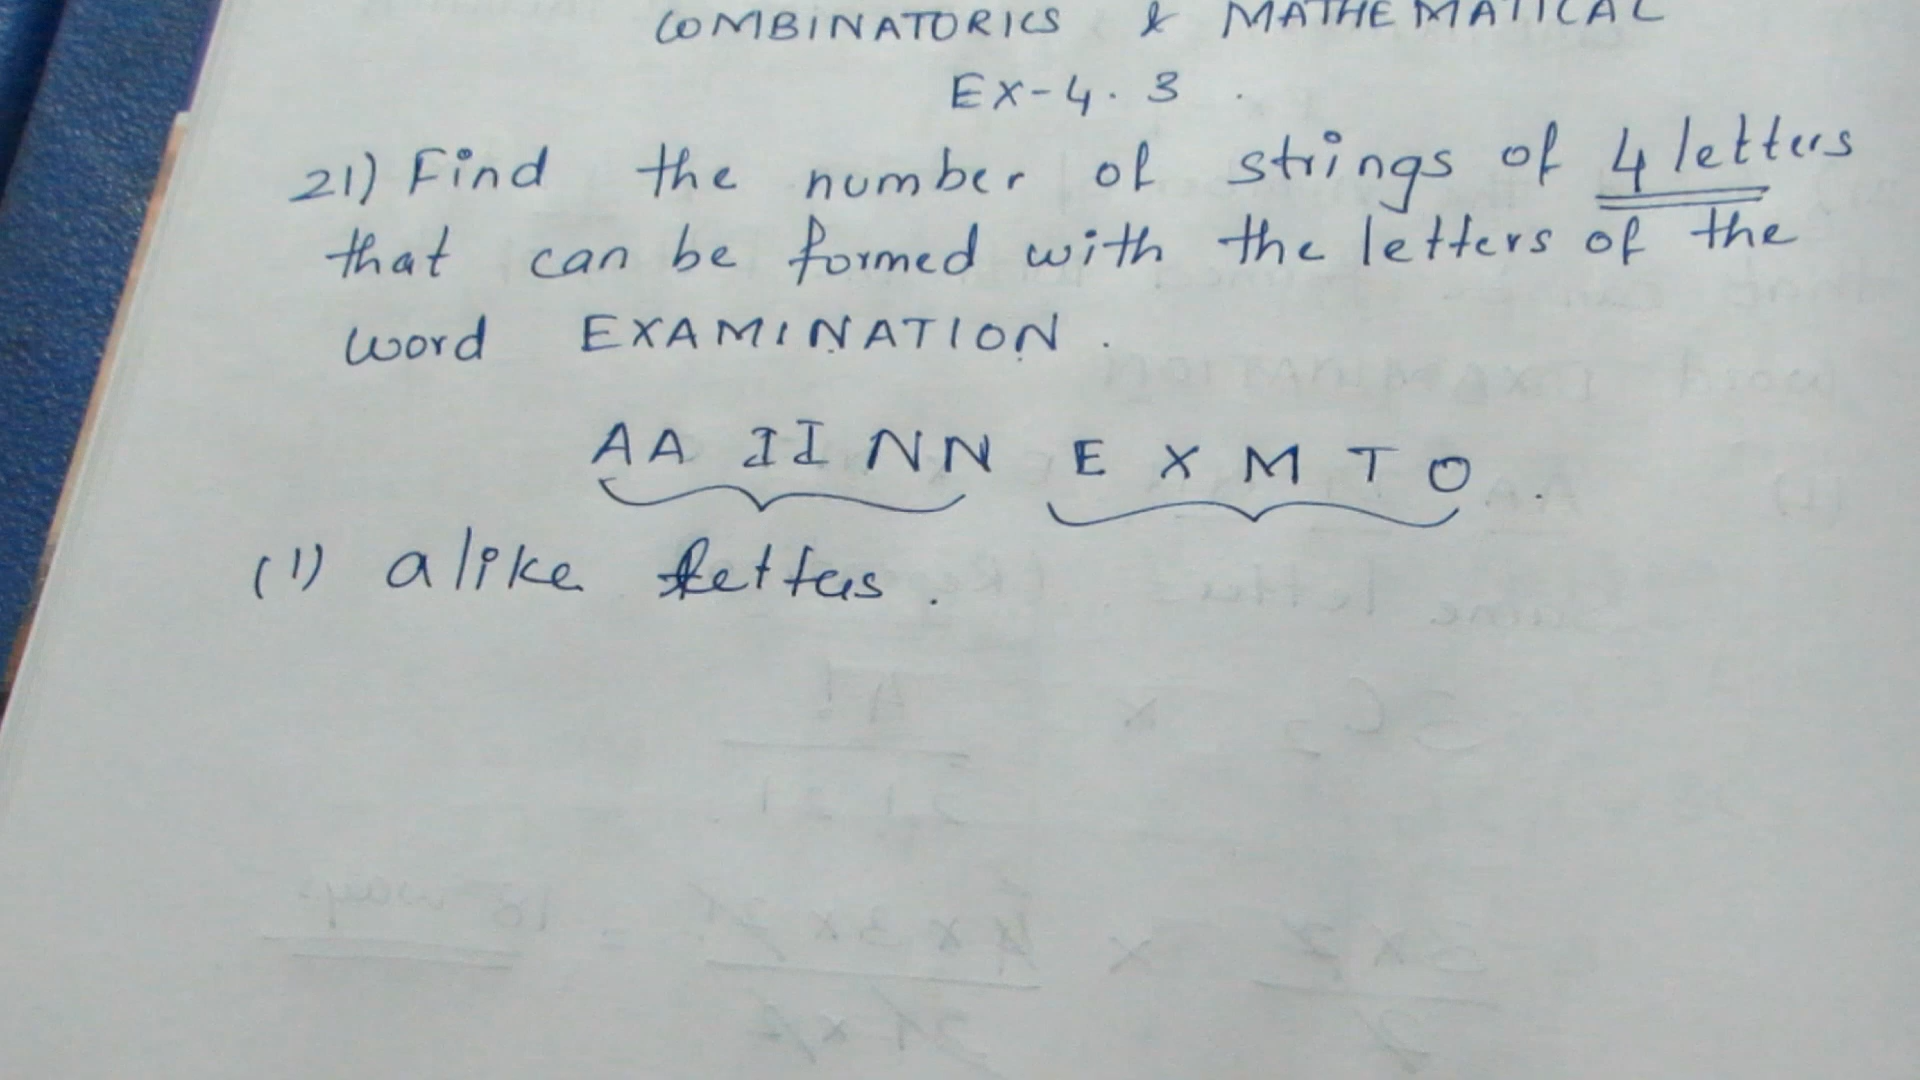 COMBINATORICS & MATHEMATICAL
EX-4.3.
21) Find the number of strings of 4 letters
that can be formed with the letters of the
word EXAMINATION.
AA II NN E X M T O.
(1) alike letters.